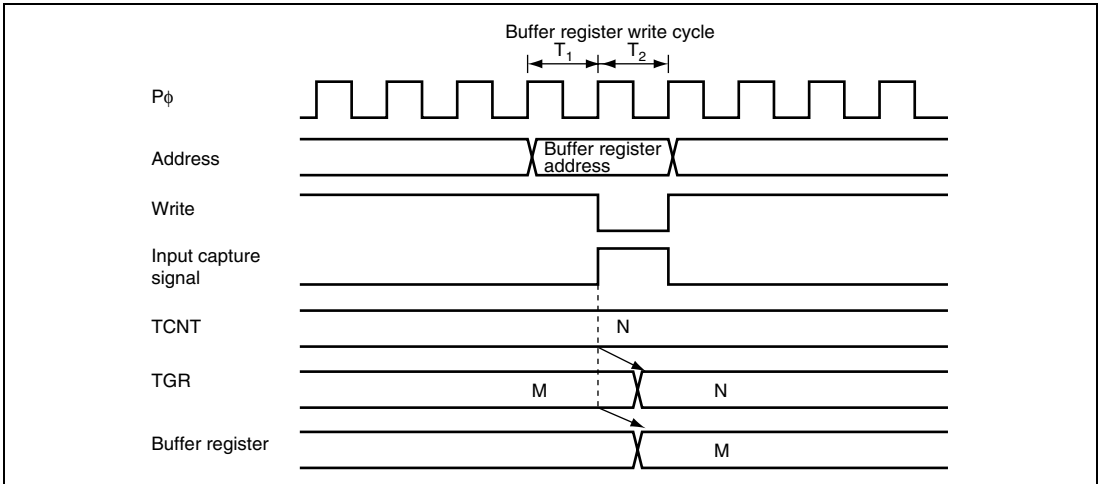 Buffer register write cycle
T1 T2
Pφ
Address
Buffer register
address
Write
Input capture
signal
TCNT
N
TGR
M N
Buffer register
M